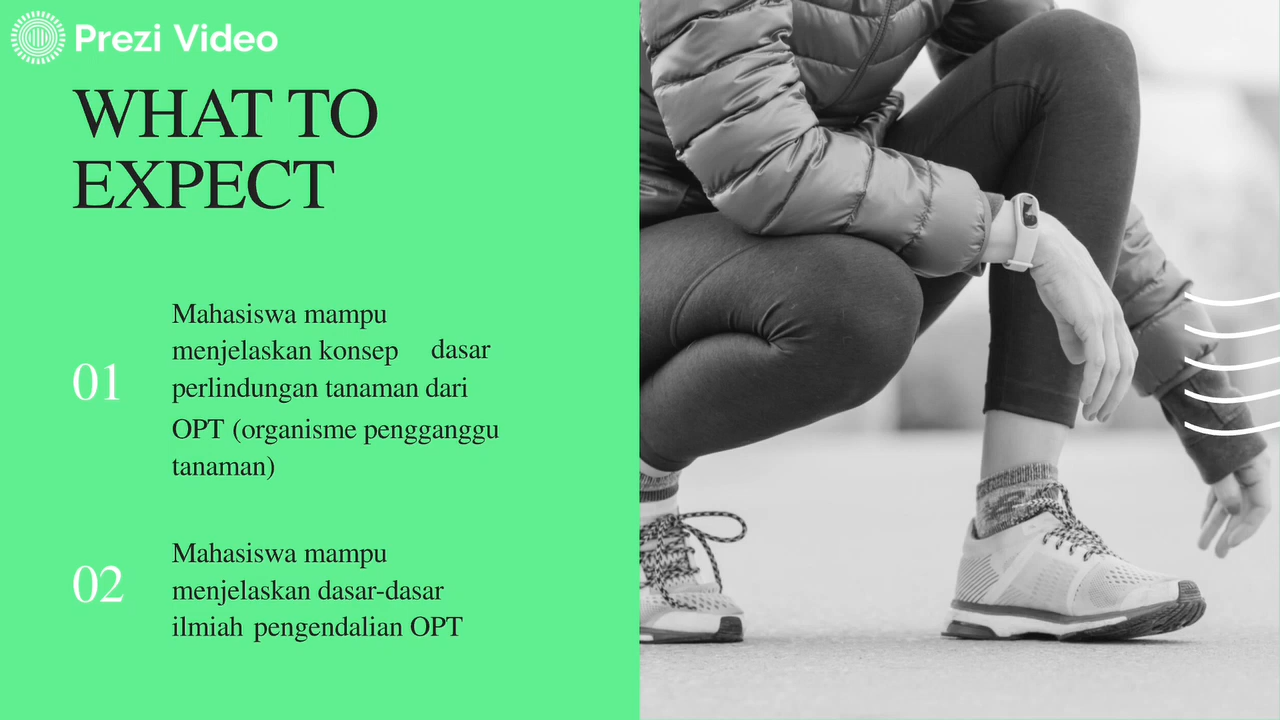 Prezi Video
WHAT TO
EXPECT
01
Mahasiswa mampu
menjelaskan konsep dasar
perlindungan tanaman dari
OPT (organisme pengganggu
tanaman)
02
Mahasiswa mampu
menjelaskan dasar-dasar
ilmiah pengendalian OPT